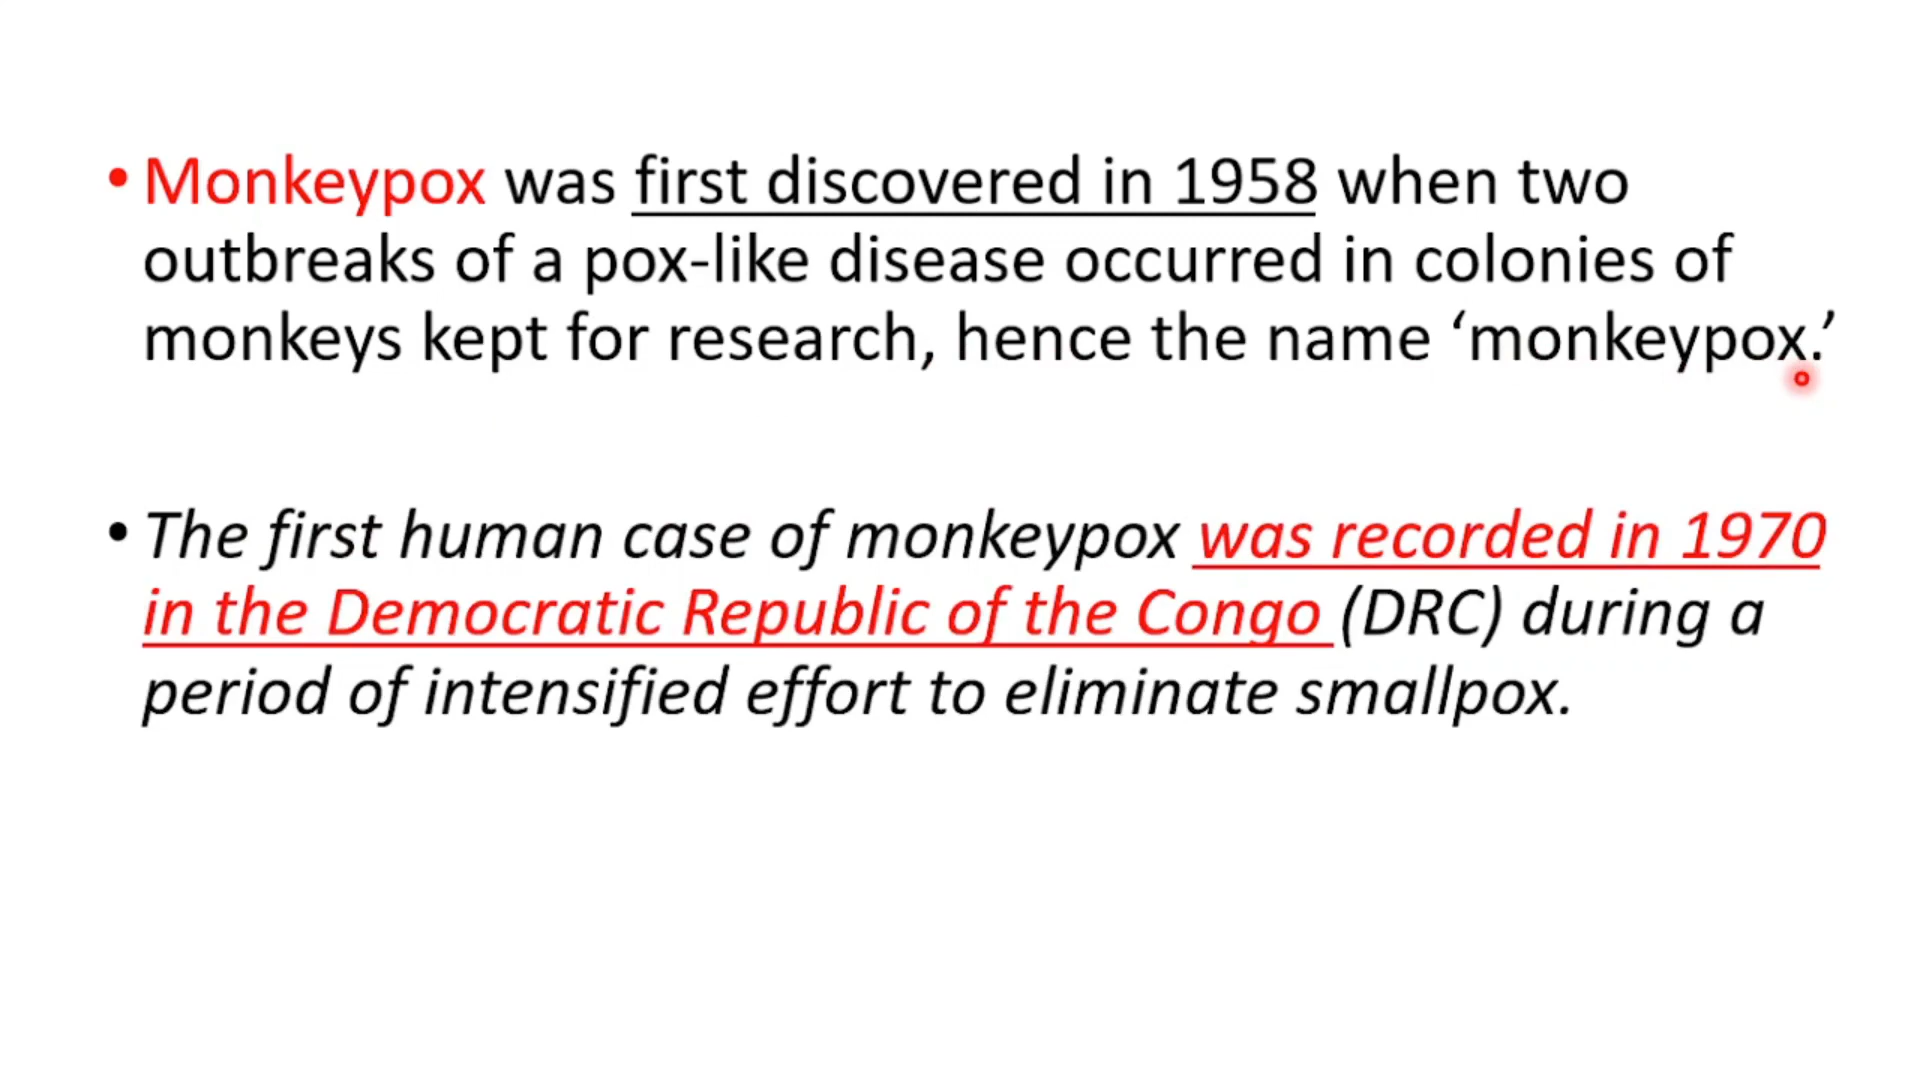 • Monkeypox was first discovered in 1958 when two
outbreaks of a pox-like disease occurred in colonies of
monkeys kept for research, hence the name ‘monkeypox.’
• The first human case of monkeypox was recorded in 1970
in the Democratic Republic of the Congo (DRC) during a
period of intensified effort to eliminate smallpox.